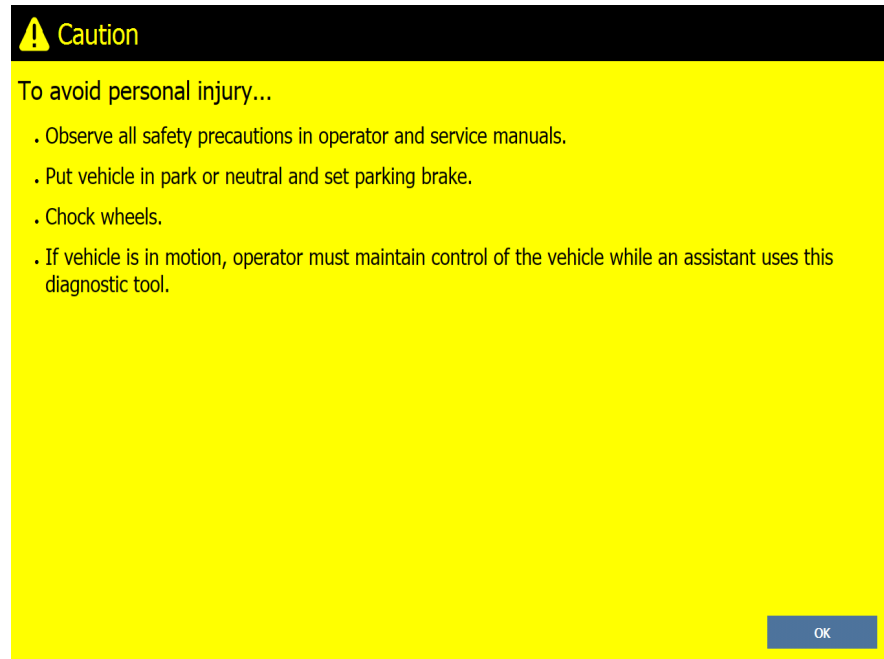 Caution
To avoid personal injury...
. Observe all safety precautions in operator and service manuals.
. Put vehicle in park or neutral and set parking brake.
. Chock wheels.
. If vehicle is in motion, operator must maintain control of the vehicle while an assistant uses this
diagnostic tool.
OK